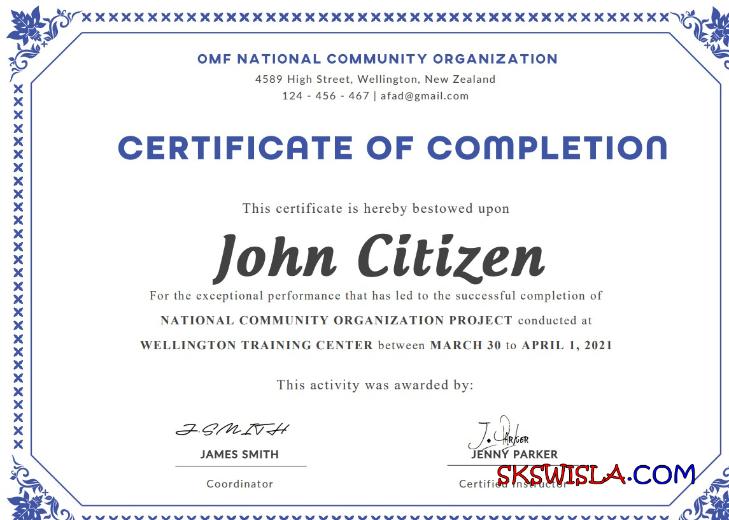 OMF NATIONAL COMMUNITY ORGANIZATION
4589 High Street, Wellington, New Zealand
124 - 456 - 467 | afad@gmail.com
CERTIFICATE OF COMPLETION
This certificate is hereby bestowed upon
John Citizen
For the exceptional performance that has led to the successful completion of
NATIONAL COMMUNITY ORGANIZATION PROJECT conducted at
WELLINGTON TRAINING CENTER between MARCH 30 to APRIL 1, 2021
This activity was awarded by:
J.SMITH J. Parker
JAMES SMITH JENNY PARKER
SKSWISLA.COM
Coordinator Certified Instructor